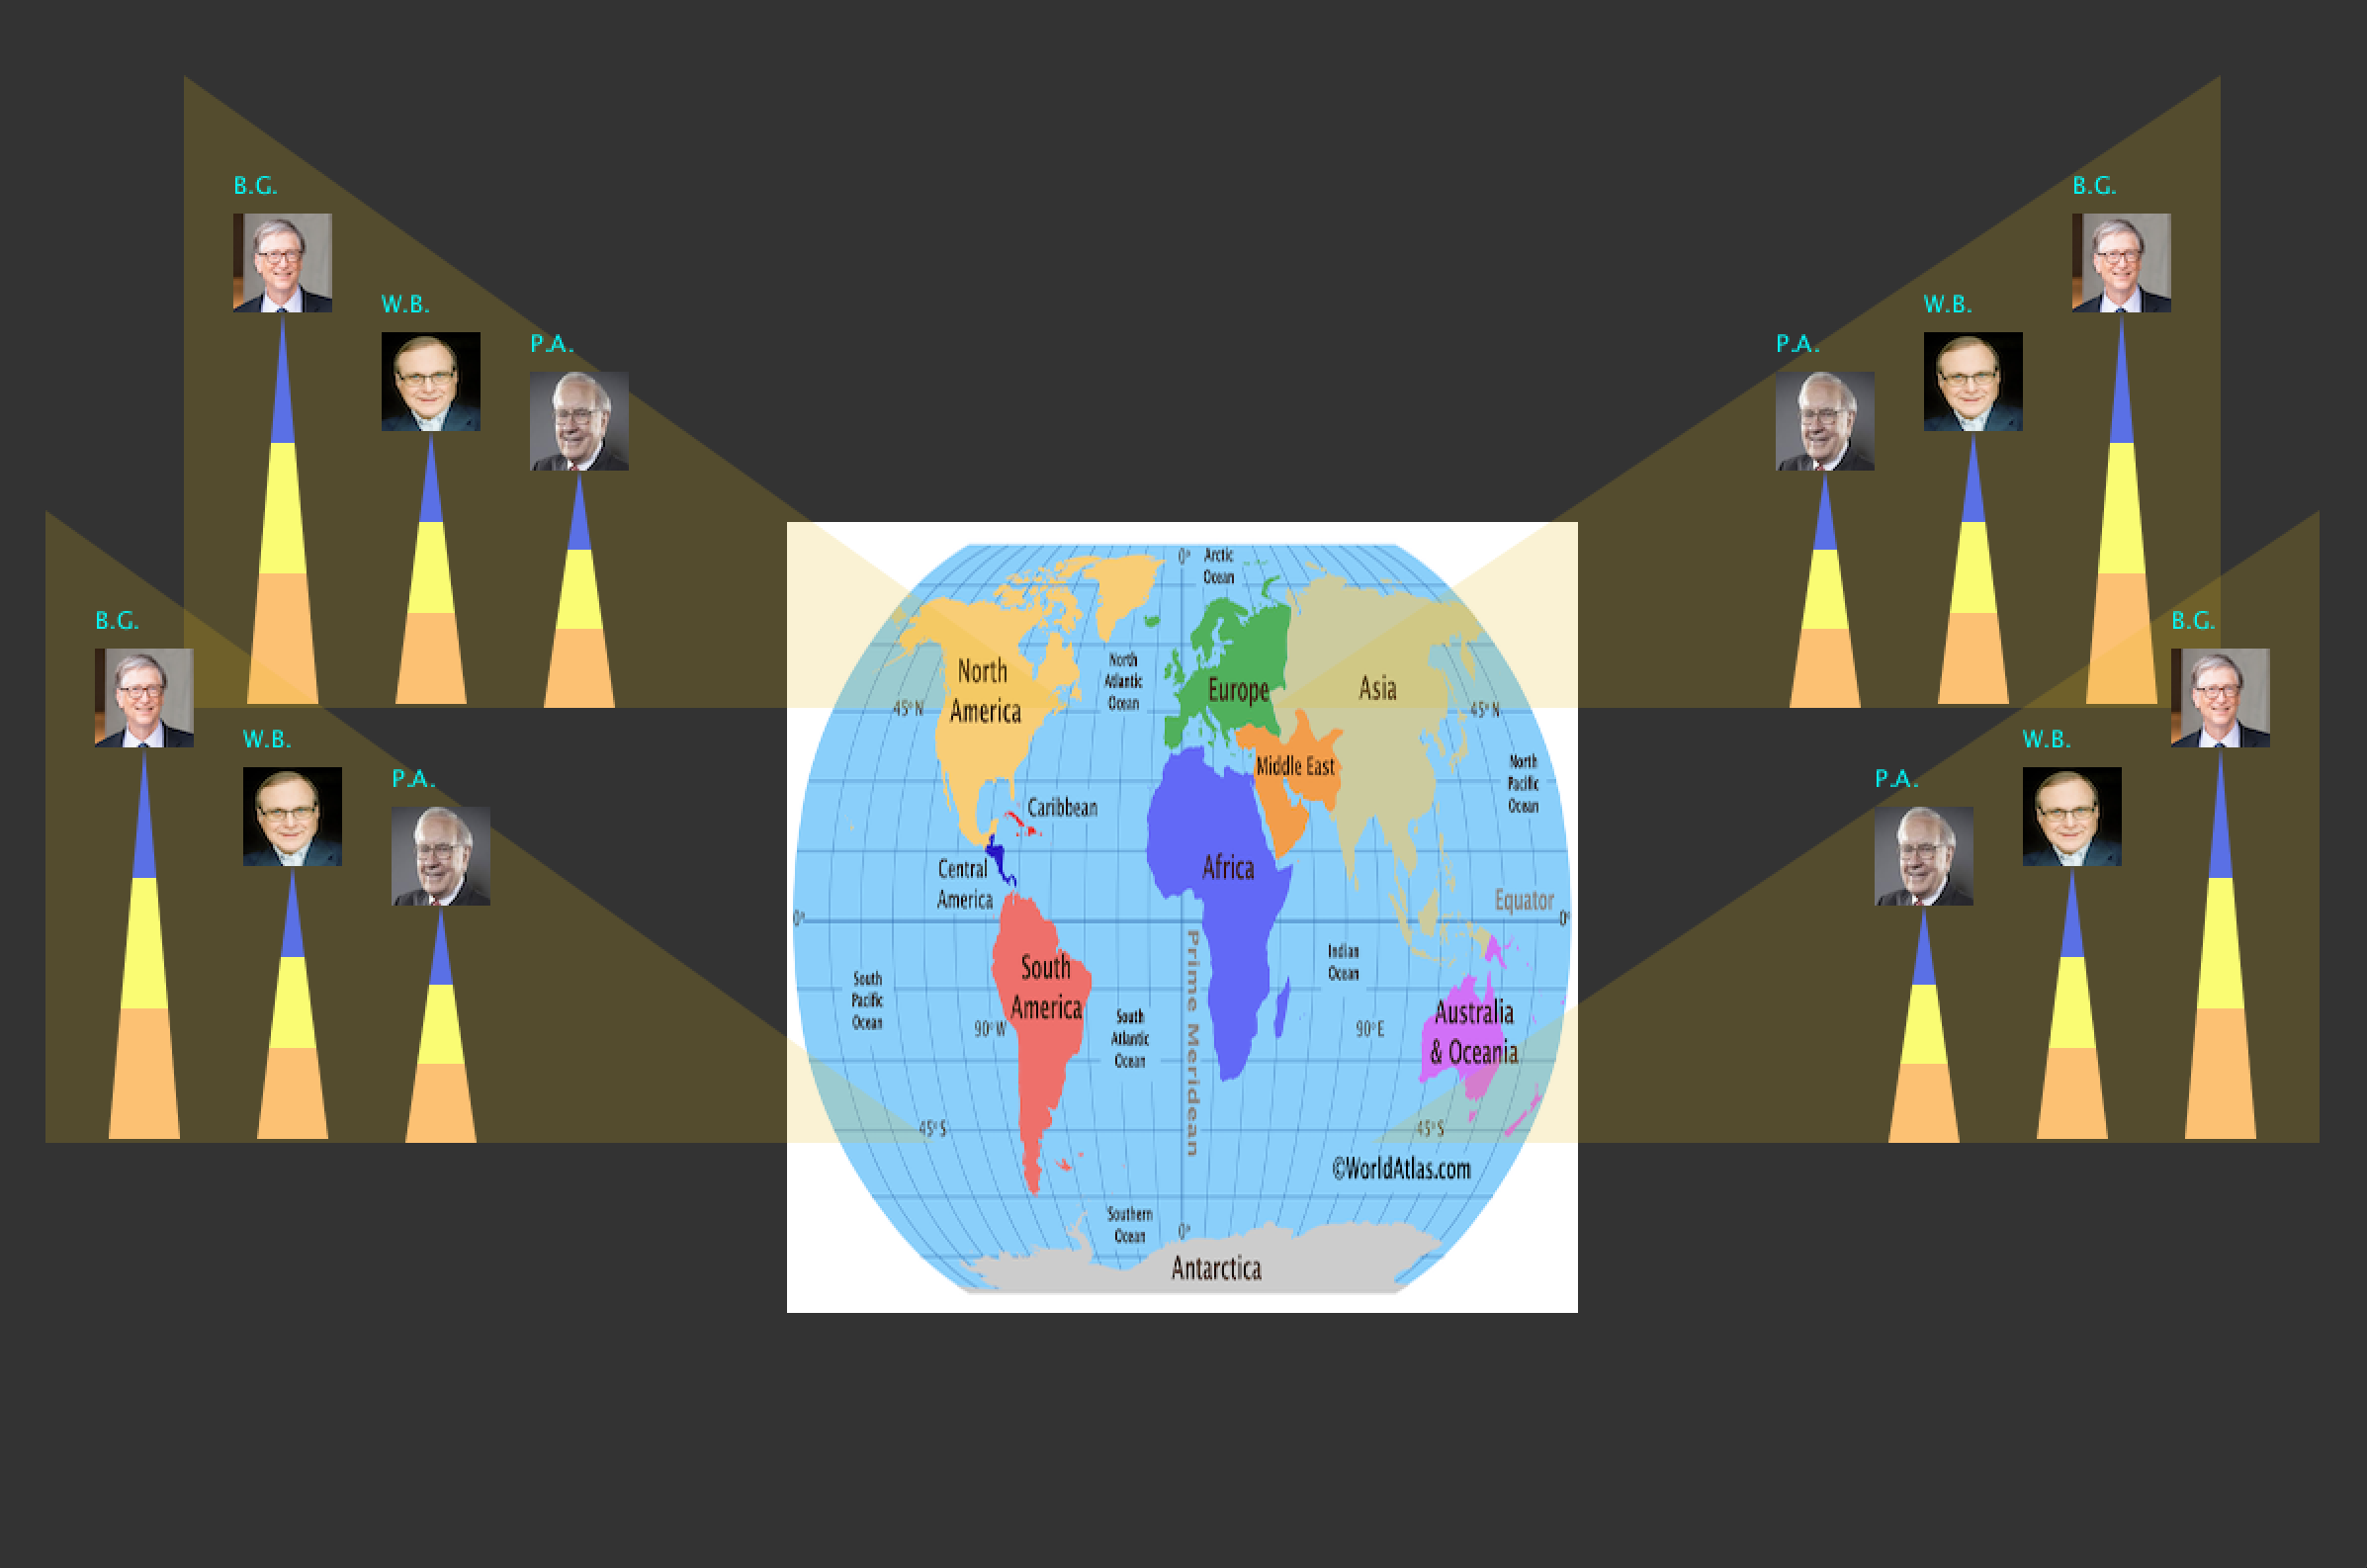 B.G.
B.G.
W.B.
W.B.
P.A.
P.A.
0°
Arctic
Ocean
B.G.
B.G.
North
America
North
Atlantic
Ocean
Europe
Asia
45°N
45°N
W.B.
W.B.
P.A.
P.A.
Middle East
North
Pacific
Ocean
Caribbean
Central
America
Africa
Equator
0°
0°
Prime Meridean
South
America
Indian
Ocean
South
Pacific
Ocean
90°W
South
Atlantic
Ocean
90°E
Australia
& Oceania
45°S
45°S
©WorldAtlas.com
Southern
Ocean
0°
Antarctica